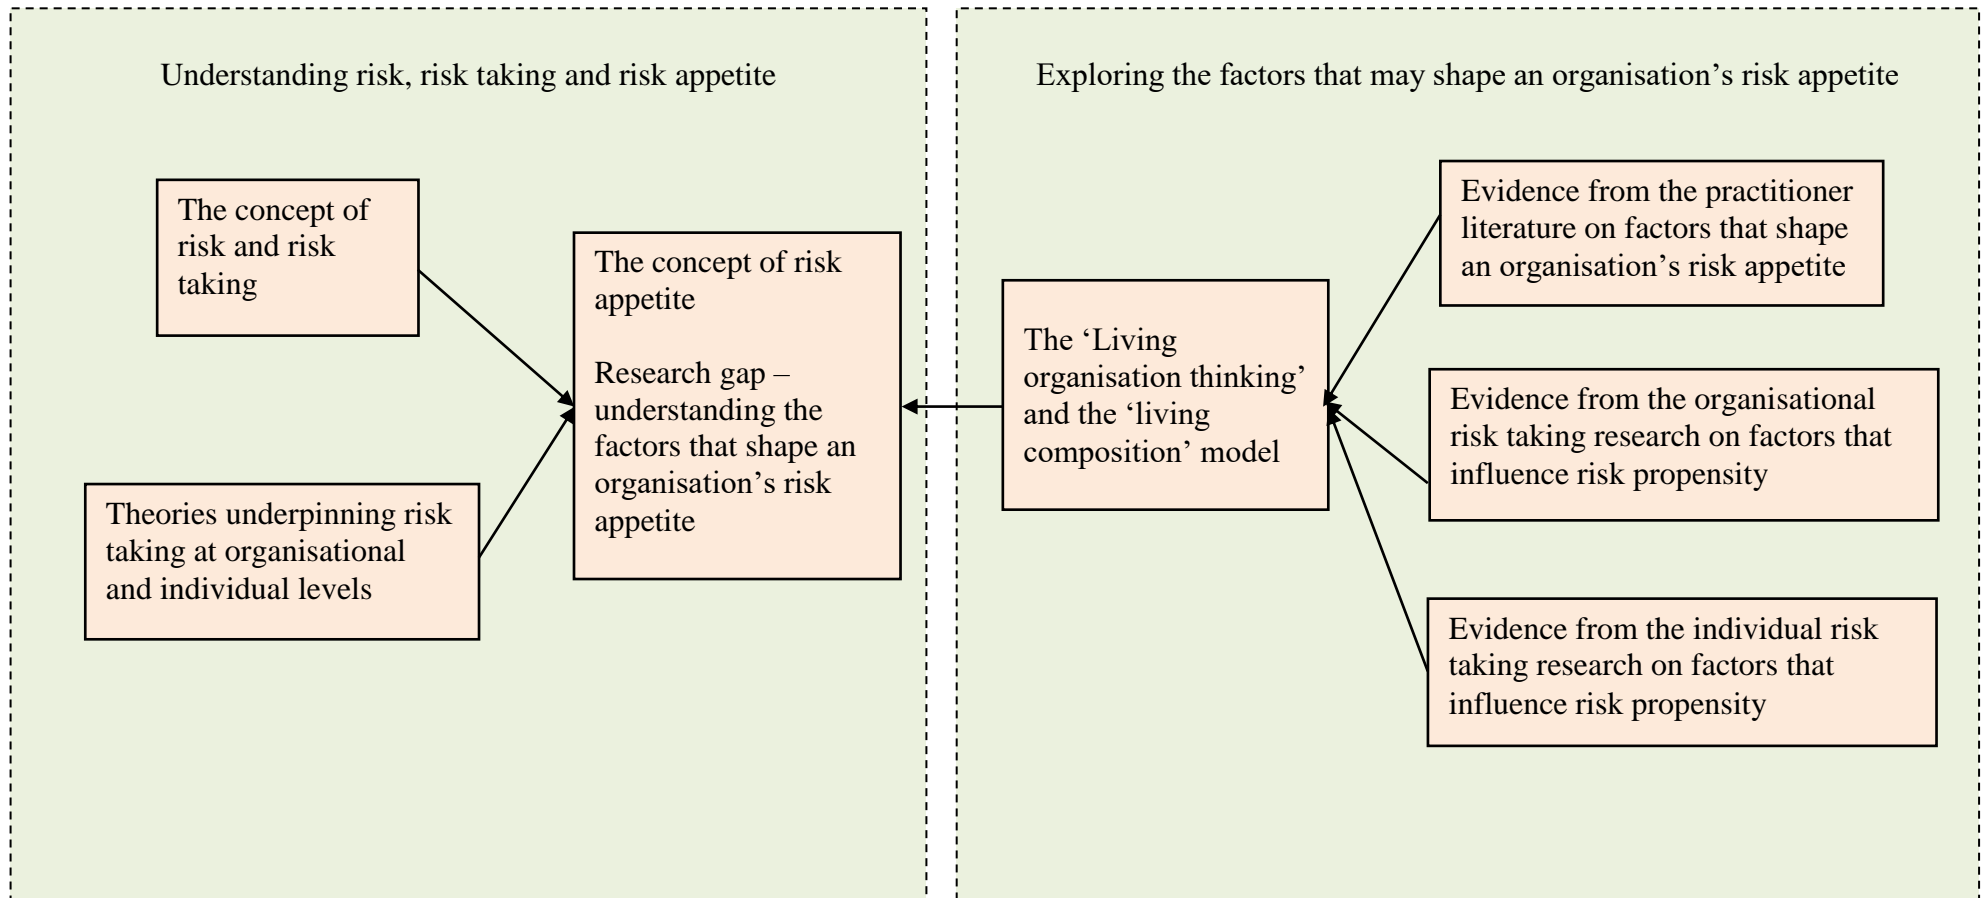 Understanding risk, risk taking and risk appetite
The concept of
risk and risk
taking
Theories underpinning risk
taking at organisational
and individual levels
The concept of risk
appetite
Research gap –
understanding the
factors that shape an
organisation’s risk
appetite
Exploring the factors that may shape an organisation’s risk appetite
The ‘Living
organisation thinking’
and the ‘living
composition’ model
Evidence from the practitioner
literature on factors that shape
an organisation’s risk appetite
Evidence from the organisational
risk taking research on factors that
influence risk propensity
Evidence from the individual risk
taking research on factors that
influence risk propensity